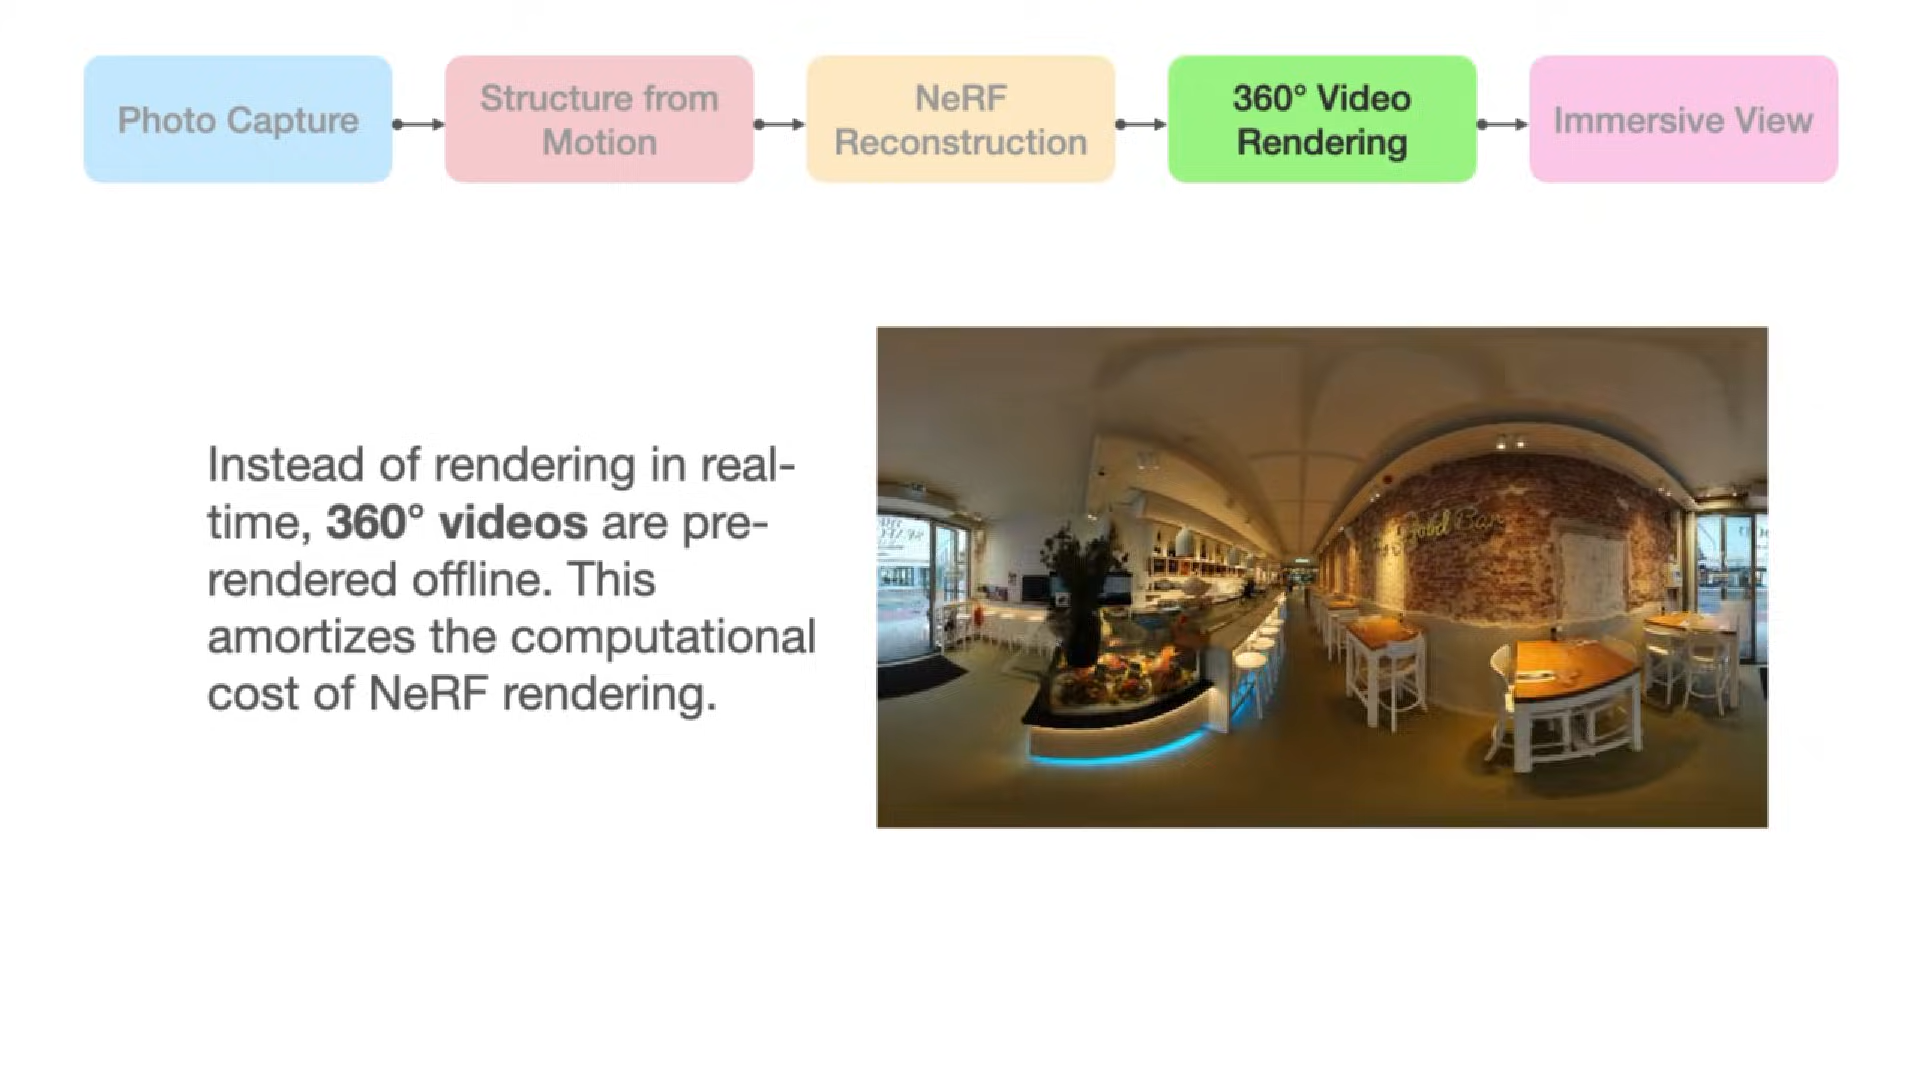 Photo Capture
Structure from
Motion
NeRF
Reconstruction
360° Video
Rendering
Immersive View
Instead of rendering in real-
time, 360° videos are pre-
rendered offline. This
amortizes the computational
cost of NeRF rendering.